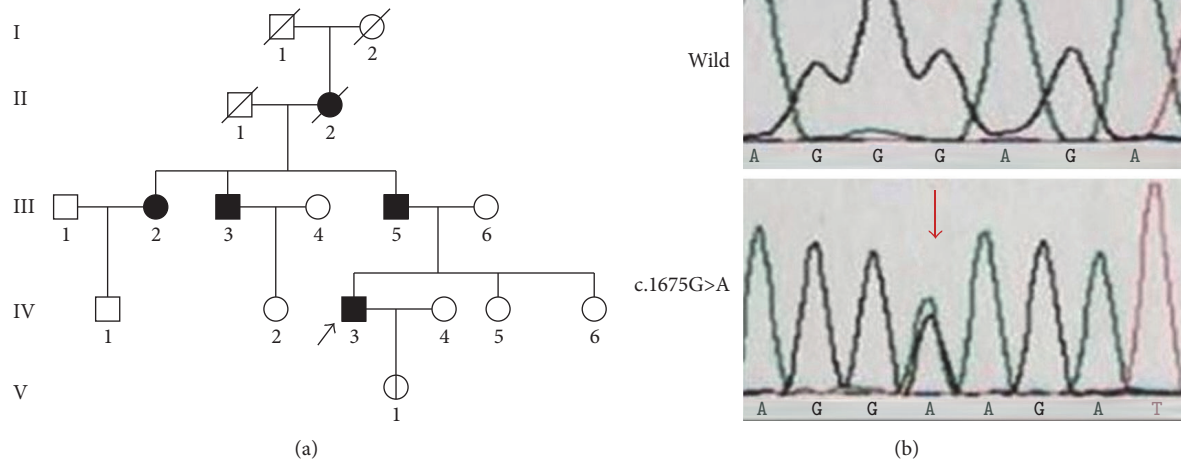 I
1 2
II
1 2
III
1 2 3 4 5 6
IV
1 2 3 4 5 6
V
1
(a)
Wild
A G G G A G A
c.1675G>A
A G G A A G A T
(b)